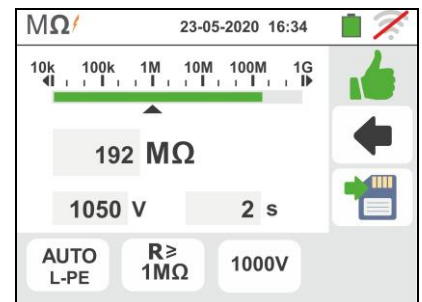 MΩ 23-05-2020 16:34
10k 100k 1M 10M 100M 1G
192 MΩ
1050 V 2 s
AUTO L-PE
R≥ 1MΩ
1000V